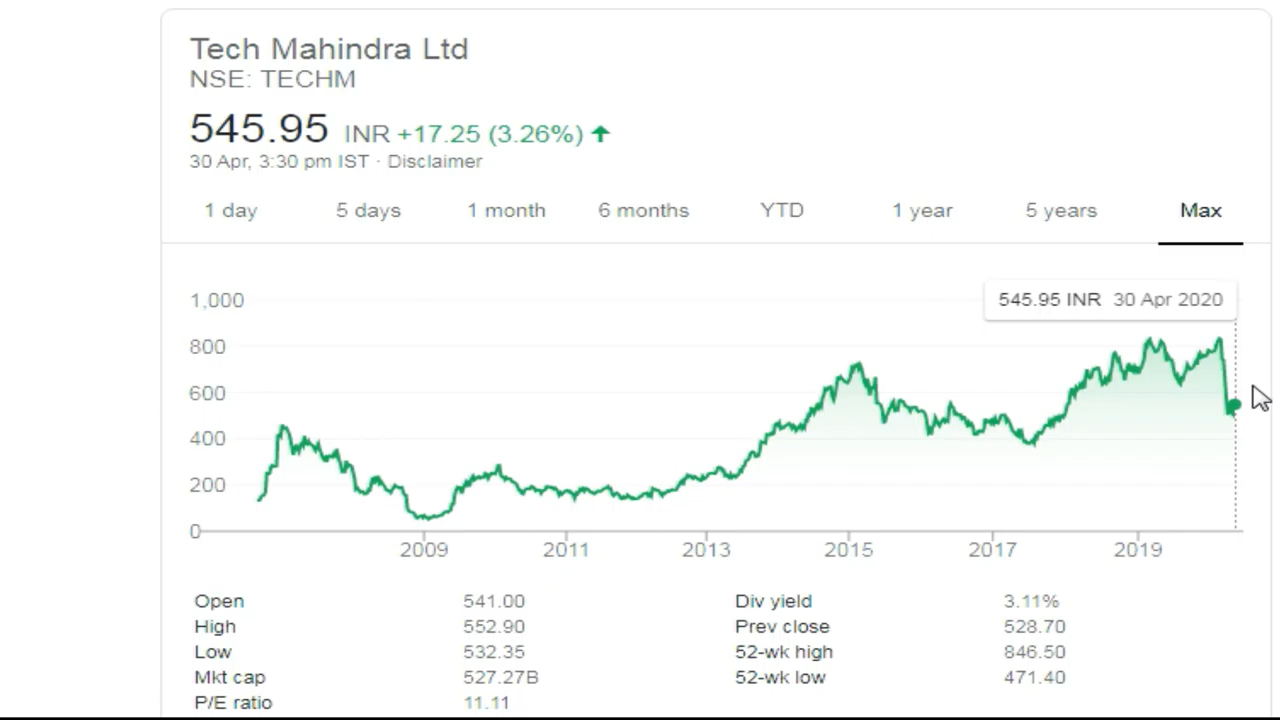 Tech Mahindra Ltd
NSE: TECHM
545.95 INR +17.25 (3.26%)
30 Apr, 3:30 pm IST · Disclaimer
1 day 5 days 1 month 6 months YTD 1 year 5 years Max
545.95 INR 30 Apr 2020
1,000
800
600
400
200
0
2009 2011 2013 2015 2017 2019
Open 541.00 Div yield 3.11%
High 552.90 Prev close 528.70
Low 532.35 52-wk high 846.50
Mkt cap 527.27B 52-wk low 471.40
P/E ratio 11.11